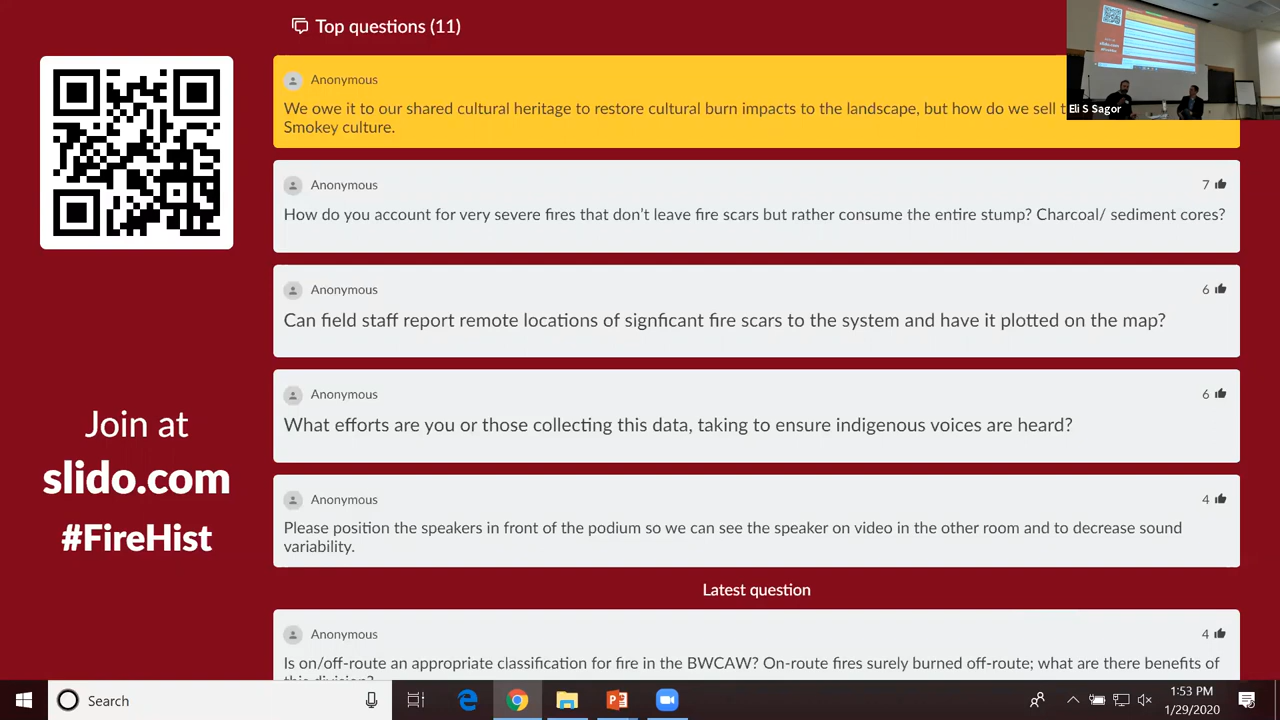 Top questions (11)
Anonymous
We owe it to our shared cultural heritage to restore cultural burn impacts to the landscape, but how do we sell
Smokey culture.
Eli S Sagor
Anonymous
7
How do you account for very severe fires that don't leave fire scars but rather consume the entire stump? Charcoal/ sediment cores?
Anonymous
6
Can field staff report remote locations of signficant fire scars to the system and have it plotted on the map?
Anonymous
6
What efforts are you or those collecting this data, taking to ensure indigenous voices are heard?
Anonymous
4
Please position the speakers in front of the podium so we can see the speaker on video in the other room and to decrease sound
variability.
Latest question
Anonymous
4
Is on/off-route an appropriate classification for fire in the BWCAW? On-route fires surely burned off-route; what are there benefits of
this division?
Join at
slido.com
#FireHist
Search
1:53 PM
1/29/2020